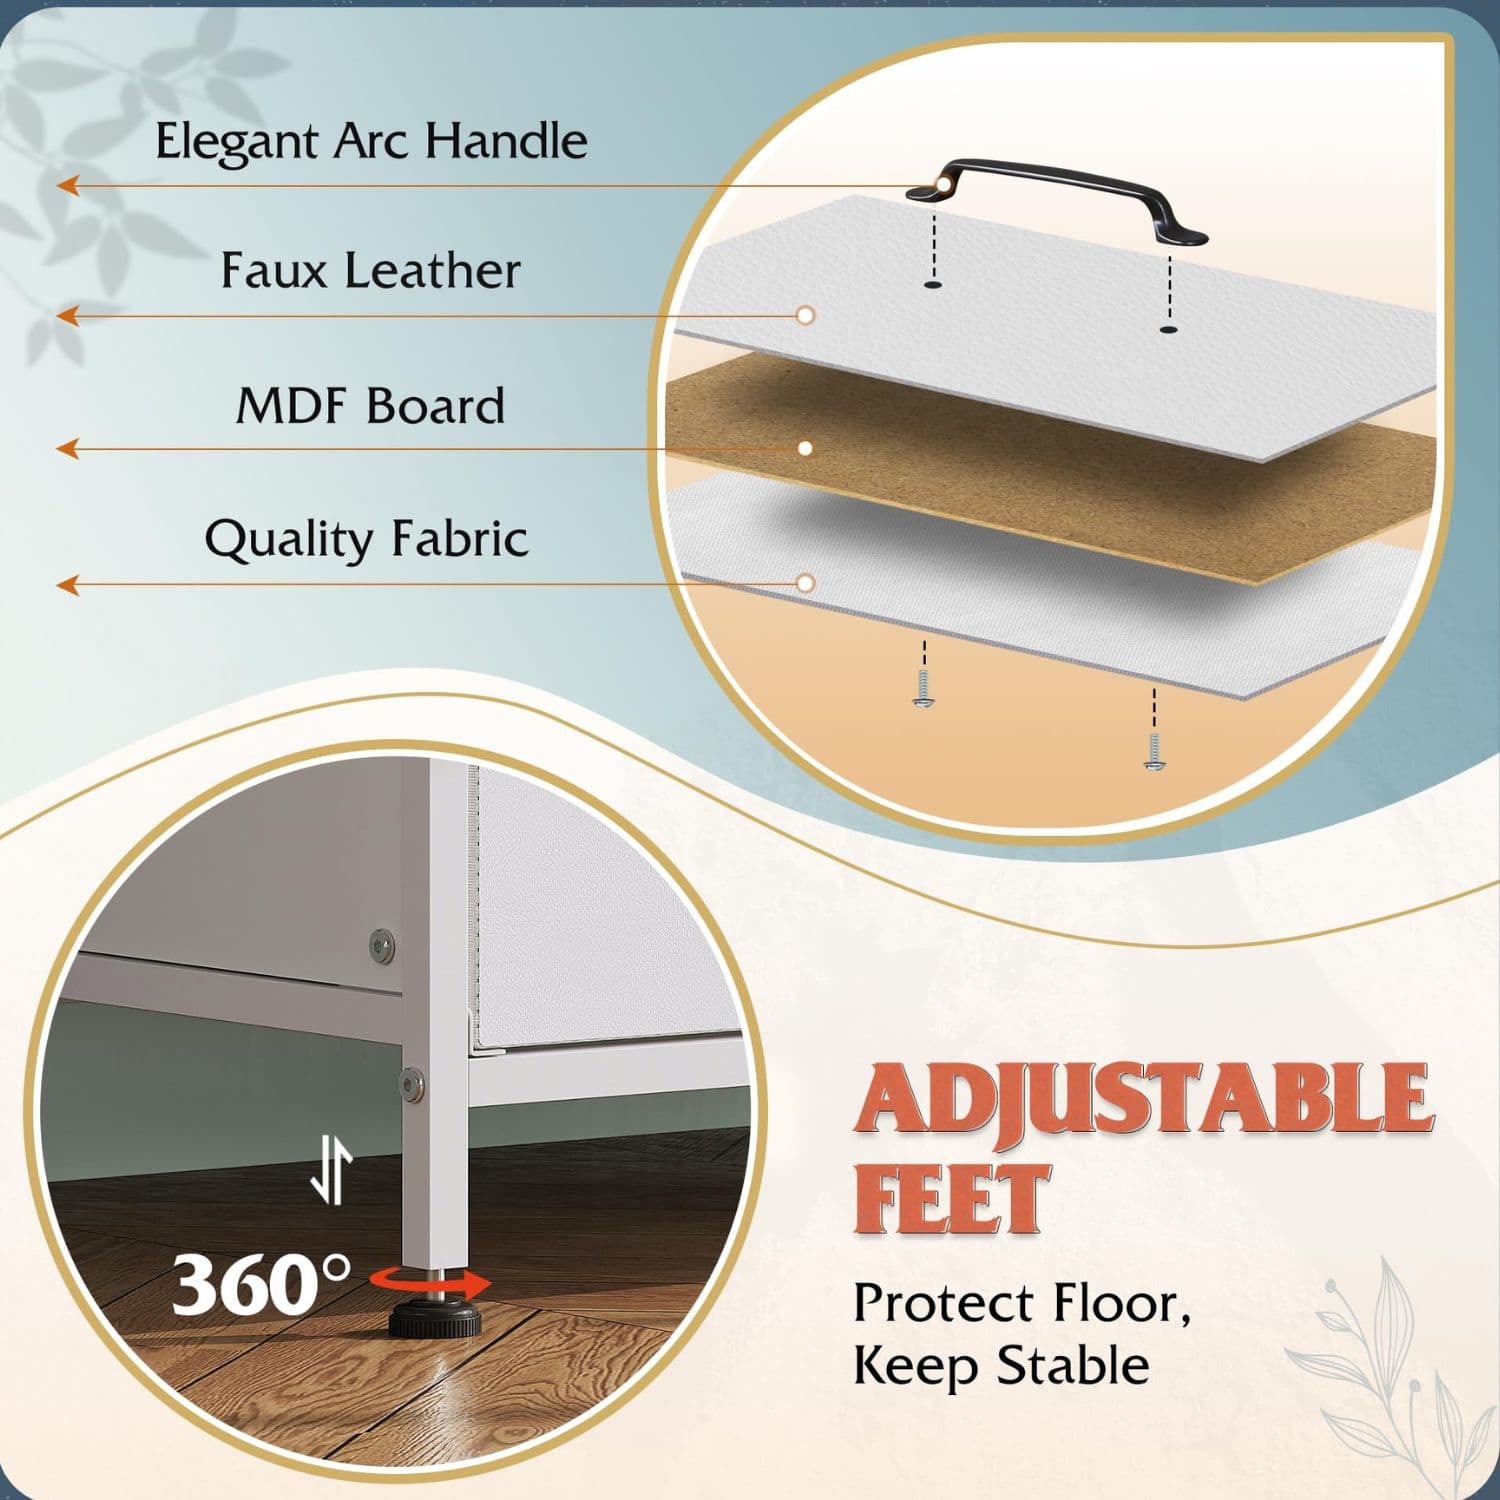 Elegant Arc Handle
Faux Leather
MDF Board
Quality Fabric
360°
ADJUSTABLE
FEET
Protect Floor,
Keep Stable